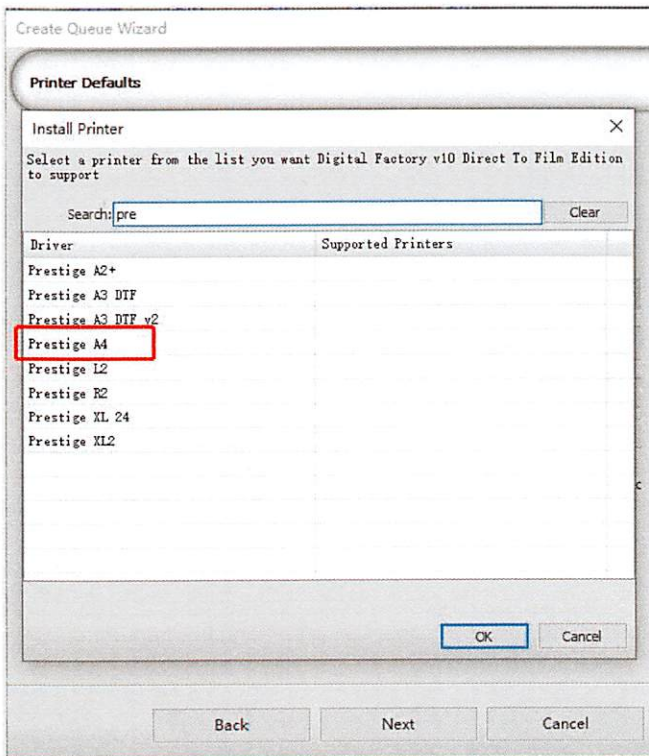 Create Queue Wizard
Printer Defaults
Install Printer
Select a printer from the list you want Digital Factory v10 Direct To Film Edition
to support
Search: pre
Clear
Driver Supported Printers
Prestige A2+
Prestige A3 DTF
Prestige A3 DTF v2
Prestige A4
Prestige L2
Prestige R2
Prestige XL 24
Prestige XL2
OK Cancel
Back Next Cancel